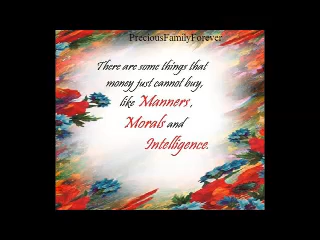 PreciousFamilyForever
There are some things that
money just cannot buy,
like Manners,
Morals and
Intelligence.